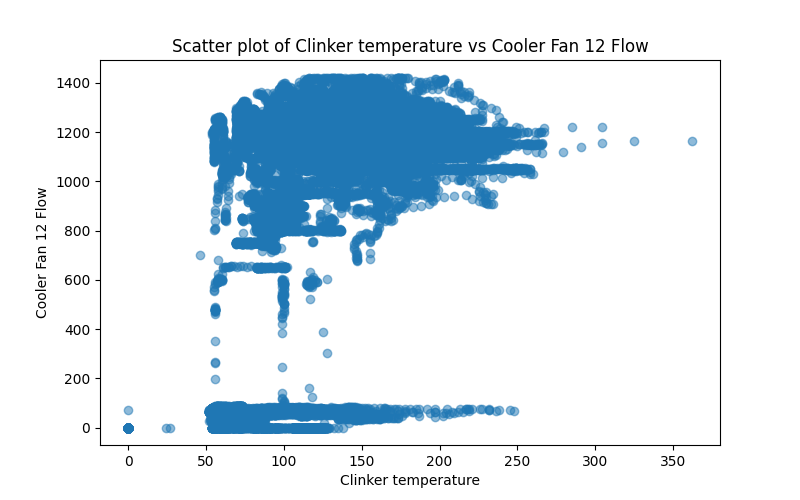 Scatter plot of Clinker temperature vs Cooler Fan 12 Flow
1400
1200
1000
800
600
400
200
0
Cooler Fan 12 Flow
0 50 100 150 200 250 300 350
Clinker temperature